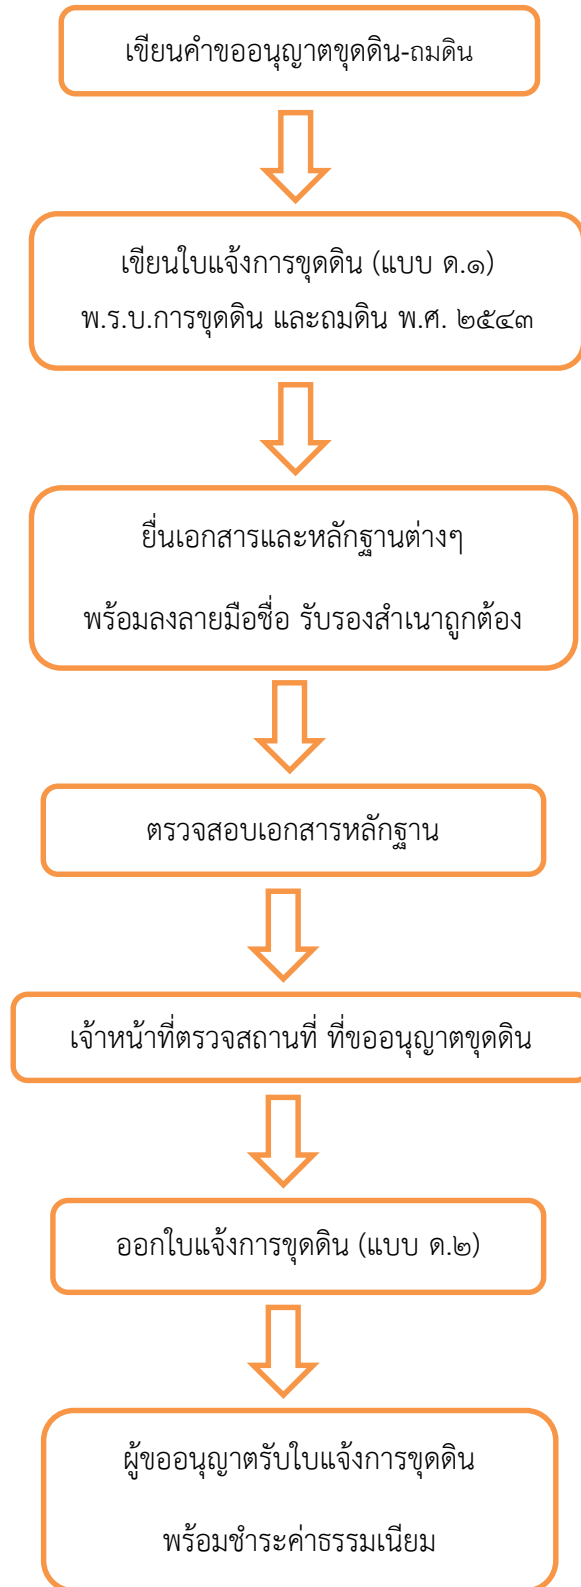 เขียนคำขออนุญาตขุดดิน-ถมดิน
เขียนใบแจ้งการขุดดิน (แบบ ด.๑)
พ.ร.บ.การขุดดิน และถมดิน พ.ศ. ๒๕๔๓
ยื่นเอกสารและหลักฐานต่างๆ
พร้อมลงลายมือชื่อ รับรองสำเนาถูกต้อง
ตรวจสอบเอกสารหลักฐาน
เจ้าหน้าที่ตรวจสถานที่ ที่ขออนุญาตขุดดิน
ออกใบแจ้งการขุดดิน (แบบ ด.๒)
ผู้ขออนุญาตรับใบแจ้งการขุดดิน
พร้อมชำระค่าธรรมเนียม